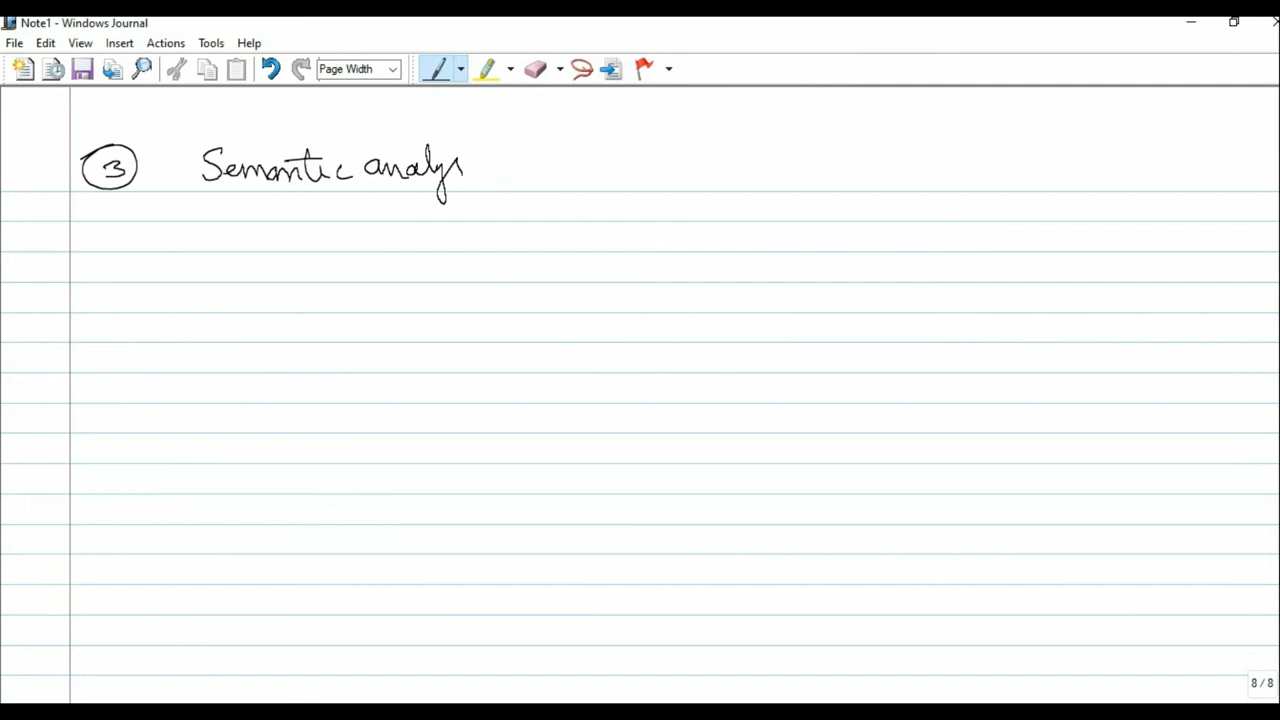 Note1 - Windows Journal
File Edit View Insert Actions Tools Help
Page Width
3 Semantic analys
8/8